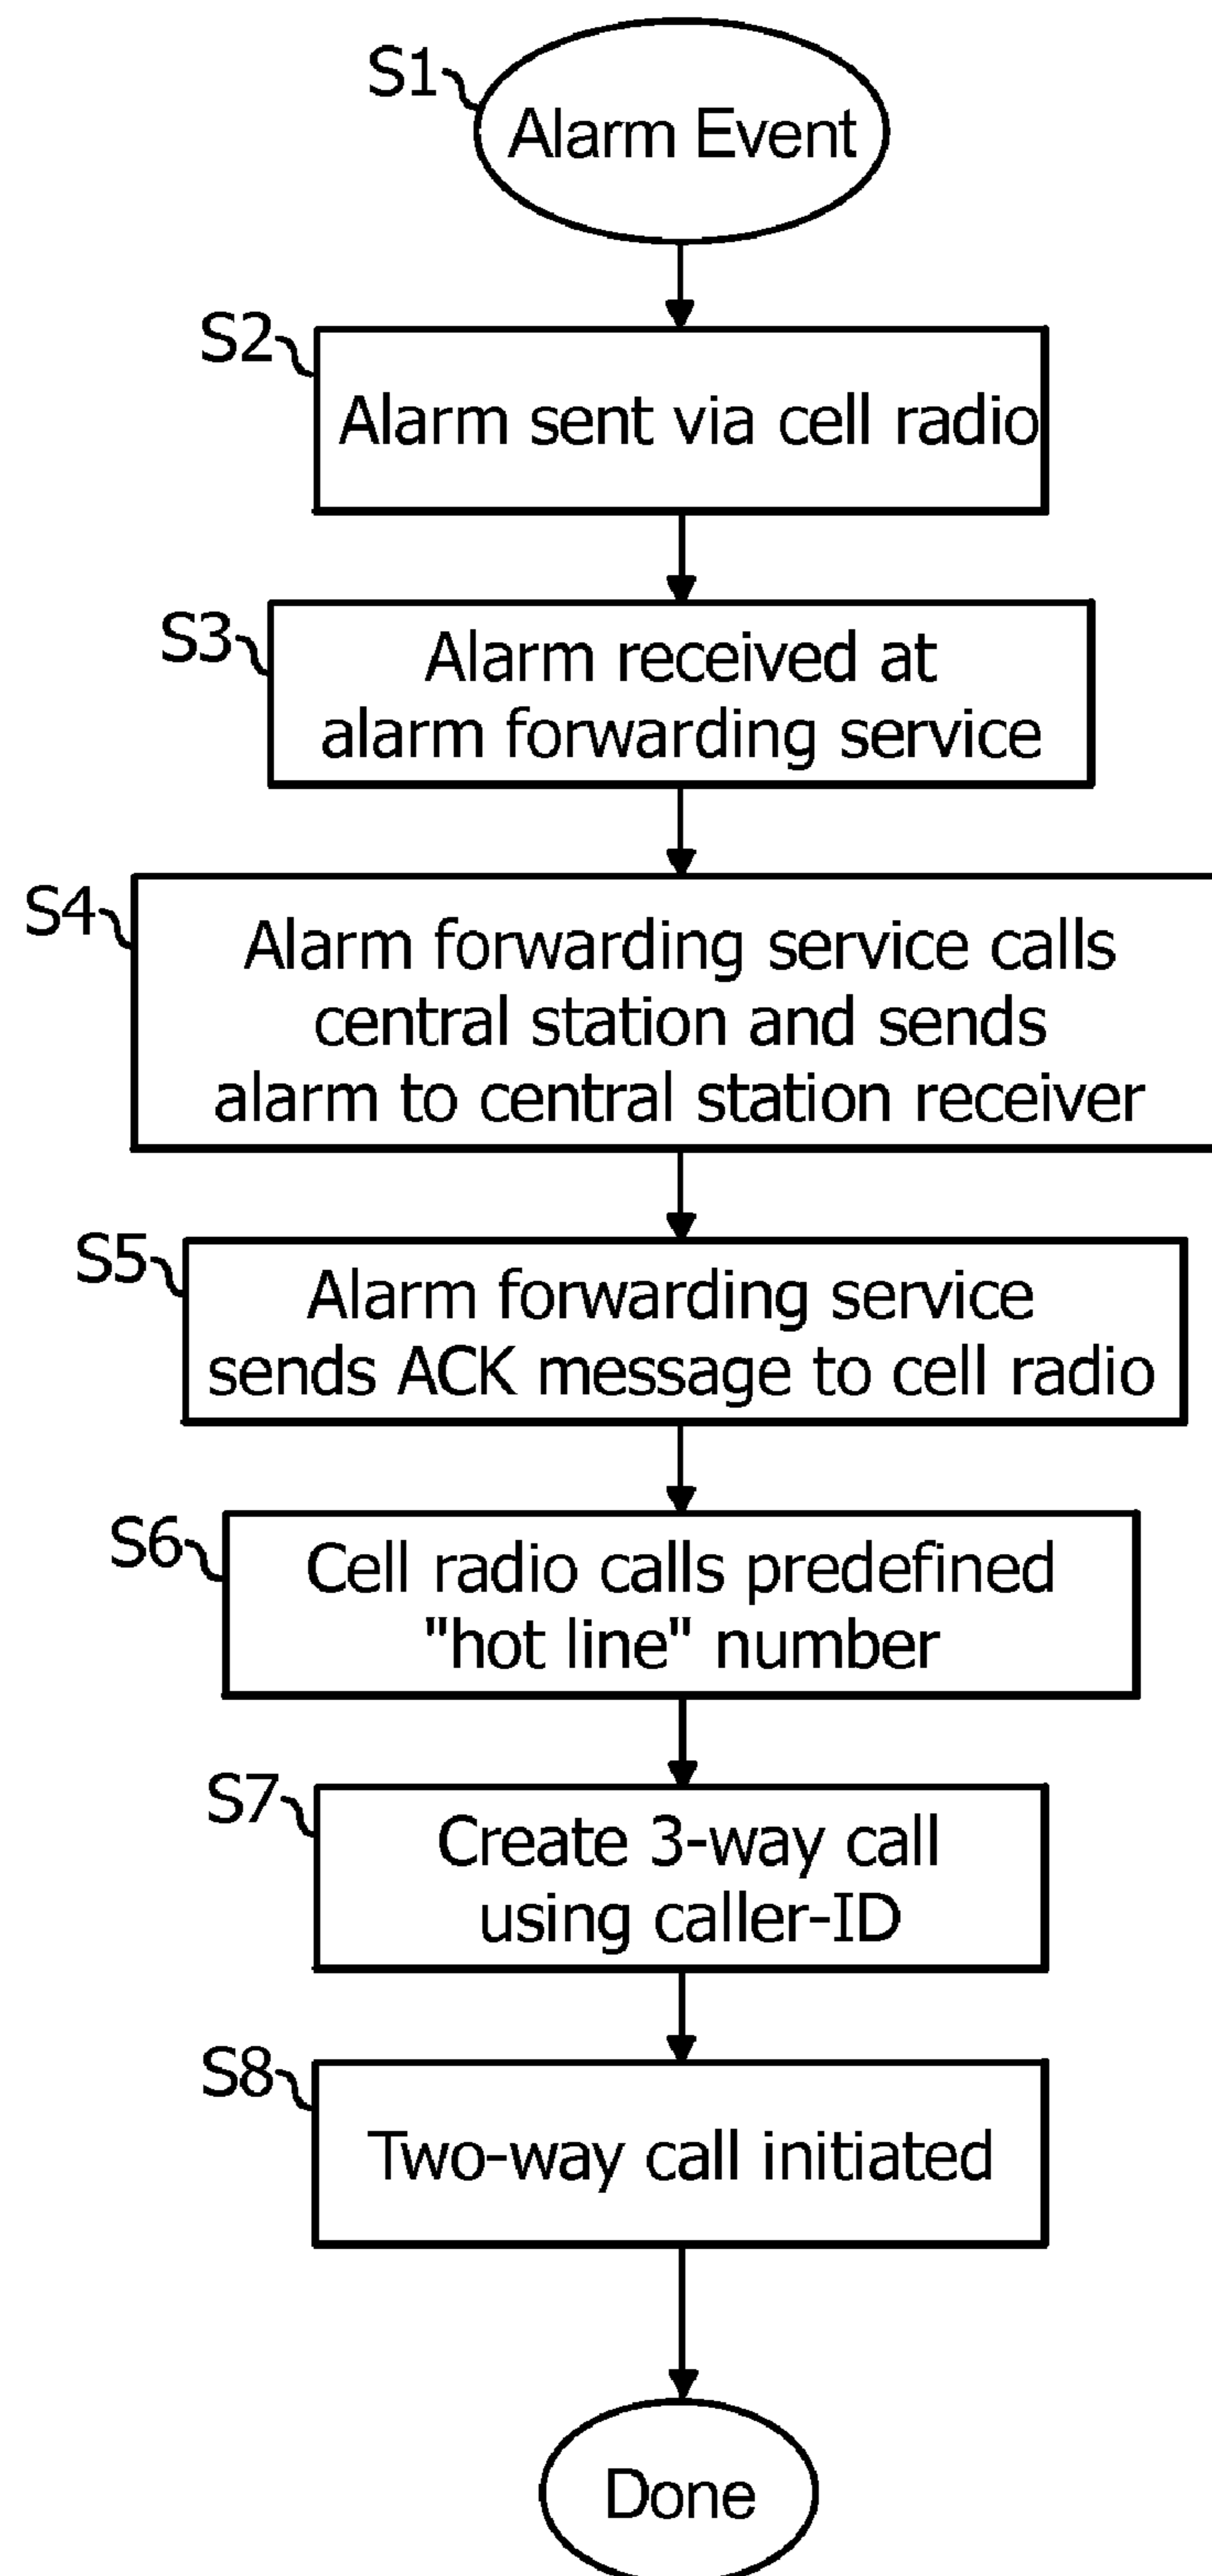 S1
Alarm Event
S2
Alarm sent via cell radio
S3
Alarm received at
alarm forwarding service
S4
Alarm forwarding service calls
central station and sends
alarm to central station receiver
S5
Alarm forwarding service
sends ACK message to cell radio
S6
Cell radio calls predefined
"hot line" number
S7
Create 3-way call
using caller-ID
S8
Two-way call initiated
Done